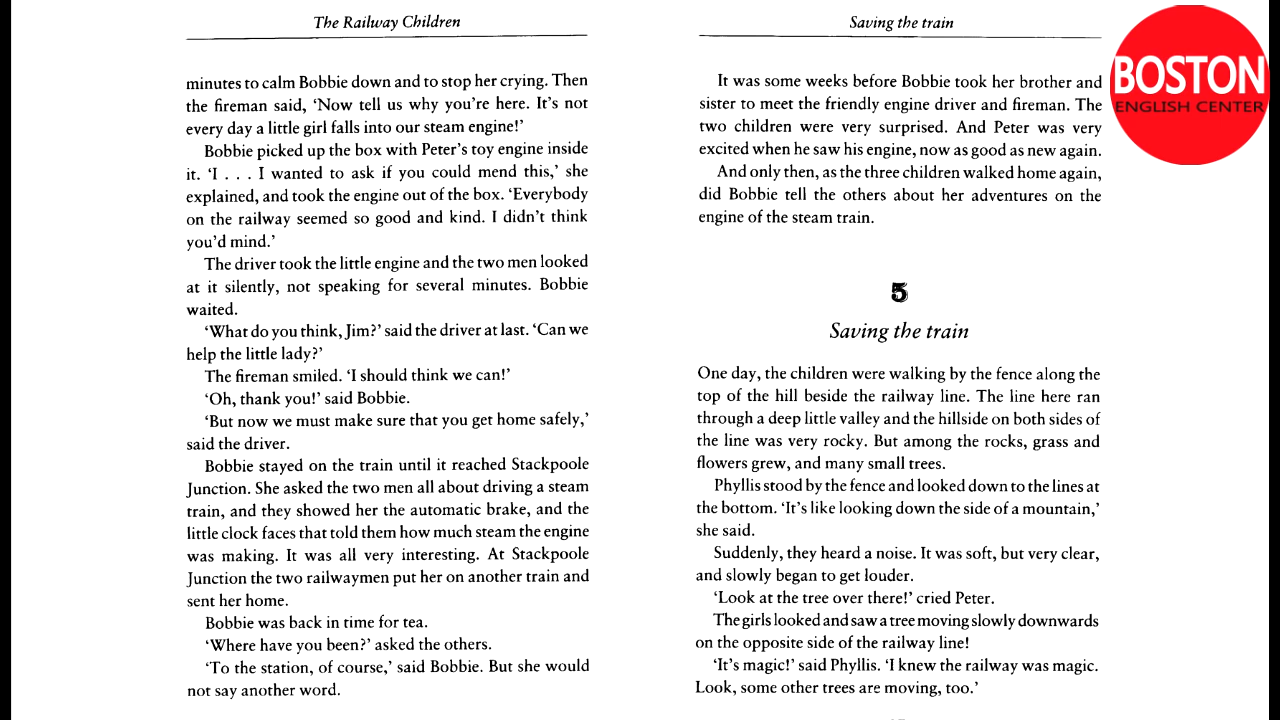 The Railway Children
minutes to calm Bobbie down and to stop her crying. Then
the fireman said, ‘Now tell us why you’re here. It’s not
every day a little girl falls into our steam engine!’
Bobbie picked up the box with Peter’s toy engine inside
it. ‘I . . . I wanted to ask if you could mend this,’ she
explained, and took the engine out of the box. ‘Everybody
on the railway seemed so good and kind. I didn’t think
you’d mind.’
The driver took the little engine and the two men looked
at it silently, not speaking for several minutes. Bobbie
waited.
‘What do you think, Jim?’ said the driver at last. ‘Can we
help the little lady?’
The fireman smiled. ‘I should think we can!’
‘Oh, thank you!’ said Bobbie.
‘But now we must make sure that you get home safely,’
said the driver.
Bobbie stayed on the train until it reached Stackpoole
Junction. She asked the two men all about driving a steam
train, and they showed her the automatic brake, and the
little clock faces that told them how much steam the engine
was making. It was all very interesting. At Stackpoole
Junction the two railwaymen put her on another train and
sent her home.
Bobbie was back in time for tea.
‘Where have you been?’ asked the others.
‘To the station, of course,’ said Bobbie. But she would
not say another word.
Saving the train
It was some weeks before Bobbie took her brother and
sister to meet the friendly engine driver and fireman. The
two children were very surprised. And Peter was very
excited when he saw his engine, now as good as new again.
And only then, as the three children walked home again,
did Bobbie tell the others about her adventures on the
engine of the steam train.
5
Saving the train
One day, the children were walking by the fence along the
top of the hill beside the railway line. The line here ran
through a deep little valley and the hillside on both sides of
the line was very rocky. But among the rocks, grass and
flowers grew, and many small trees.
Phyllis stood by the fence and looked down to the lines at
the bottom. ‘It’s like looking down the side of a mountain,’
she said.
Suddenly, they heard a noise. It was soft, but very clear,
and slowly began to get louder.
‘Look at the tree over there!’ cried Peter.
The girls looked and saw a tree moving slowly downwards
on the opposite side of the railway line!
‘It’s magic!’ said Phyllis. ‘I knew the railway was magic.
Look, some other trees are moving, too.’
BOSTON
ENGLISH CENTER